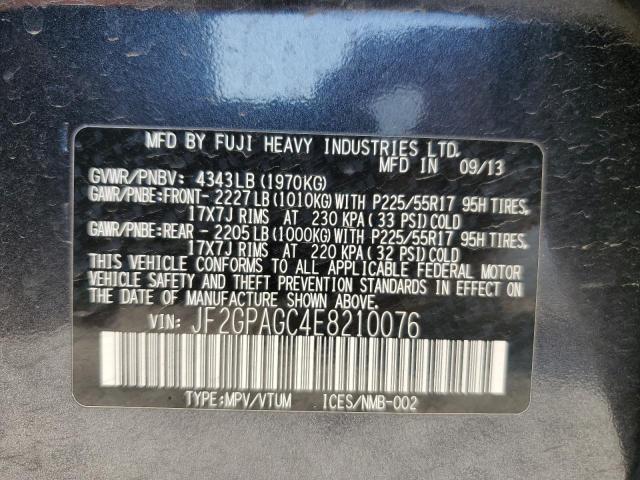 MFD BY FUJI HEAVY INDUSTRIES LTD.
MFD IN 09/13
GVWR/PNBV: 4343LB(1970KG)
GAWR/PNBE:FRONT- 2227LB(1010KG)WITH P225/55R17 95H TIRES,
17X7J RIMS AT 230 KPA(33 PSI)COLD
GAWR/PNBE:REAR - 2205LB(1000KG)WITH P225/55R17 95H TIRES,
17X7J RIMS AT 220 KPA(32 PSI)COLD
THIS VEHICLE CONFORMS TO ALL APPLICABLE FEDERAL MOTOR
VEHICLE SAFETY AND THEFT PREVENTION STANDARDS IN EFFECT
ON THE DATE OF MANUFACTURE SHOWN ABOVE.
VIN: JF2GPAGC4E8210076
TYPE:MPV/VTUM ICES/NMB-002